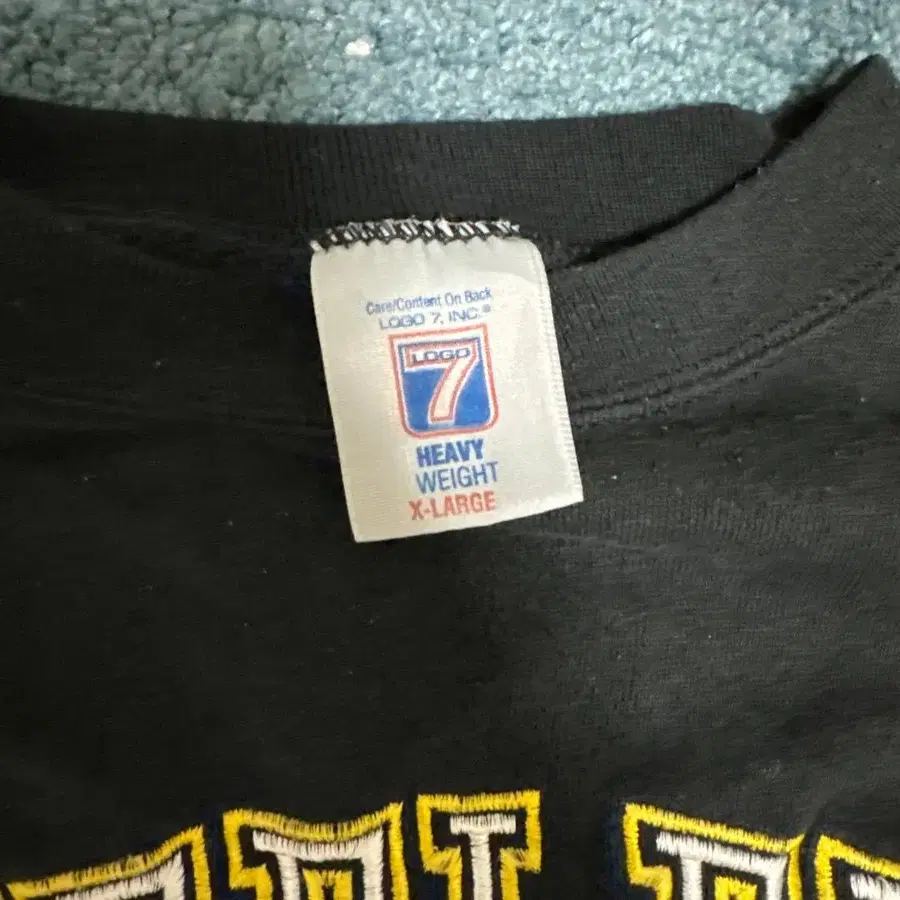 Care/Content On Back
LOGO 7, INC.®
LOGO
7
HEAVY
WEIGHT
X-LARGE